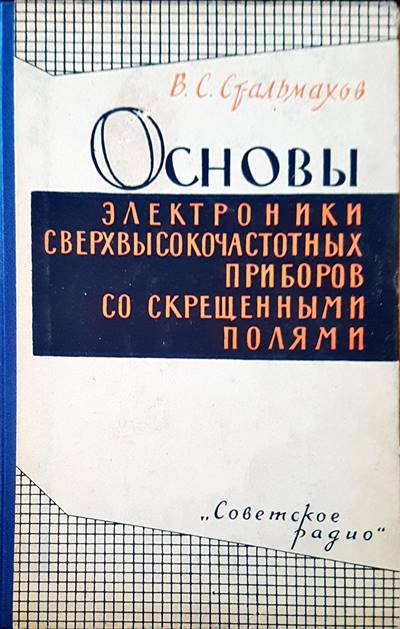 В. С. Стальмахов
Основы
ЭЛЕКТРОНИКИ
СВЕРХВЫСОКОЧАСТОТНЫХ
ПРИБОРОВ
СО СКРЕЩЕННЫМИ
ПОЛЯМИ
„Советское
радио“